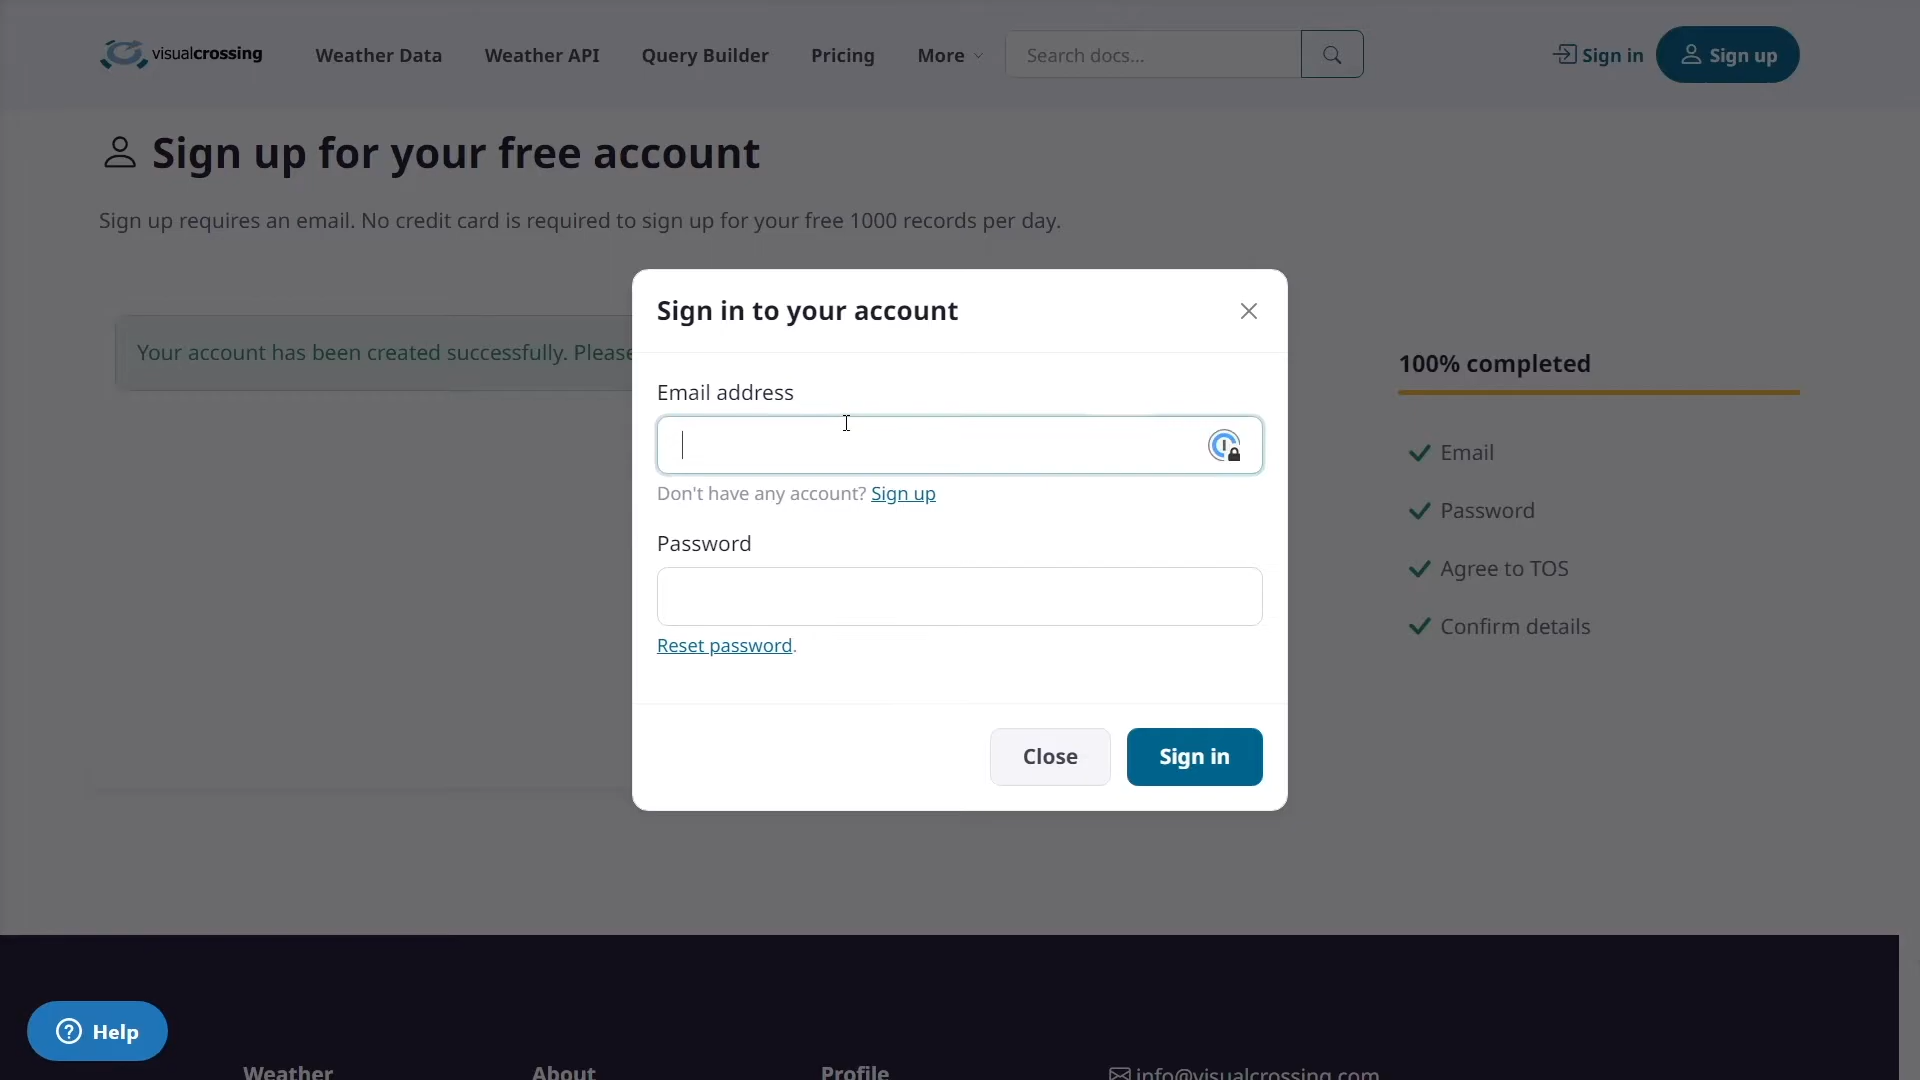 visualcrossing
Weather Data
Weather API
Query Builder
Pricing
More
Search docs...
Sign in
Sign up
Sign up for your free account
Sign up requires an email. No credit card is required to sign up for your free 1000 records per day.
Your account has been created successfully. Please
Sign in to your account
Email address
Don't have any account? Sign up
Password
Reset password.
Close
Sign in
100% completed
Email
Password
Agree to TOS
Confirm details
Help
Weather
About
Profile
info@visualcrossing.com